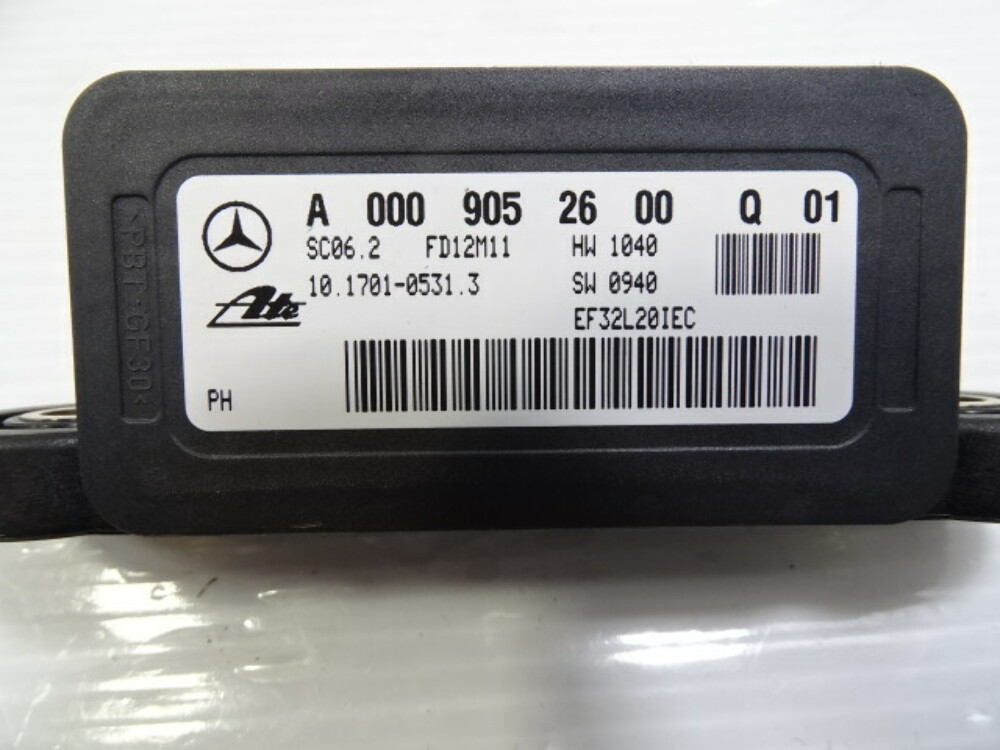 A 000 905 26 00 Q 01
SC06.2 FD12M11 HW 1040
10.1701-0531.3 SW 0940
Ate
EF32L20IEC
PH
>PBT-GF30<